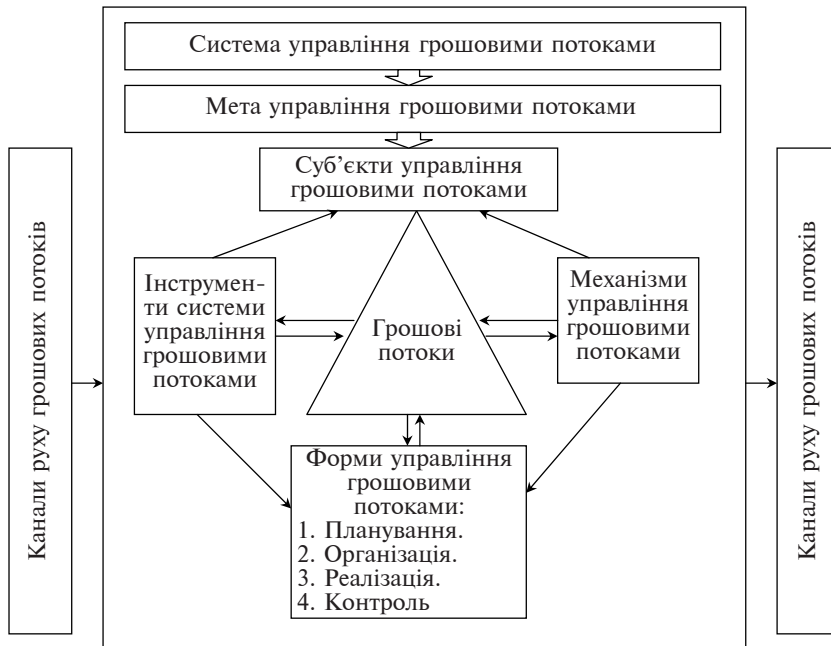 Система управління грошовими потоками
Мета управління грошовими потоками
Суб’єкти управління
грошовими потоками
Канали руху грошових потоків
Інструмен-
ти системи
управління
грошовими
потоками
Грошові
потоки
Механізми
управління
грошовими
потоками
Канали руху грошових потоків
Форми управління
грошовими
потоками:
1. Планування.
2. Організація.
3. Реалізація.
4. Контроль